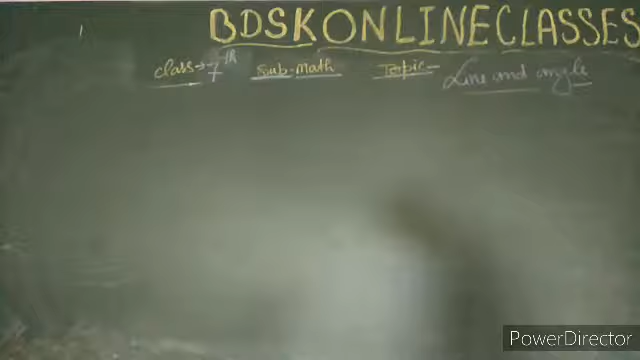 BDSKONLINECLASSES
Class→7th Sub-Math Topic- Line and angle
PowerDirector